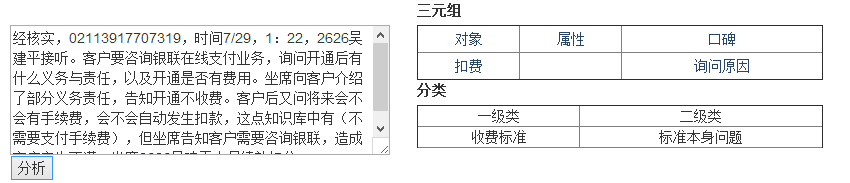 经核实，02113917707319，时间7/29，1：22，2626吴
建平接听。客户要咨询银联在线支付业务，询问开通后有
什么义务与责任，以及开通是否有费用。坐席向客户介绍
了部分义务责任，告知开通不收费。客户后又问将来会不
会有手续费，会不会自动发生扣款，这点知识库中有（不
需要支付手续费），但坐席告知客户需要咨询银联，造成
分析
三元组
对象 属性 口碑
扣费 询问原因
分类
一级类 二级类
收费标准 标准本身问题